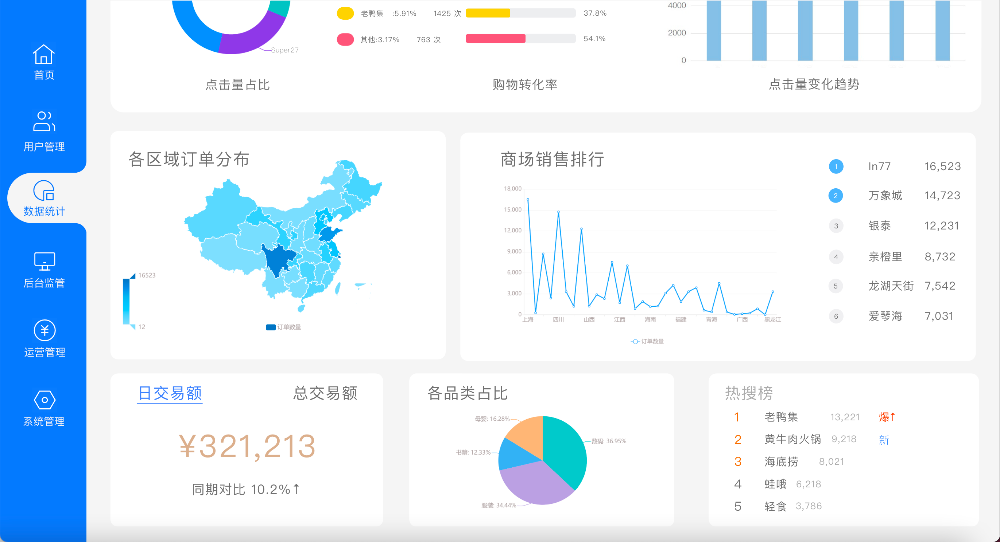 首页
用户管理
数据统计
后台监管
运营管理
系统管理
Super27
点击量占比
老鸭集 :5.91% 1425 次 37.8%
其他:3.17% 763 次 54.1%
购物转化率
4000
2000
0
点击量变化趋势
各区域订单分布
16523
12
订单数量
商场销售排行
18,000
15,000
12,000
9,000
6,000
3,000
0
上海 四川 山西 江西 海南 福建 青海 广西 黑龙江
订单数量
1 In77 16,523
2 万象城 14,723
3 银泰 12,231
4 亲橙里 8,732
5 龙湖天街 7,542
6 爱琴海 7,031
日交易额 总交易额
¥321,213
同期对比 10.2%↑
各品类占比
母婴: 16.28%
数码: 36.95%
书籍: 12.33%
服装: 34.44%
热搜榜
1 老鸭集 13,221 爆↑
2 黄牛肉火锅 9,218 新
3 海底捞 8,021
4 蛙哦 6,218
5 轻食 3,786